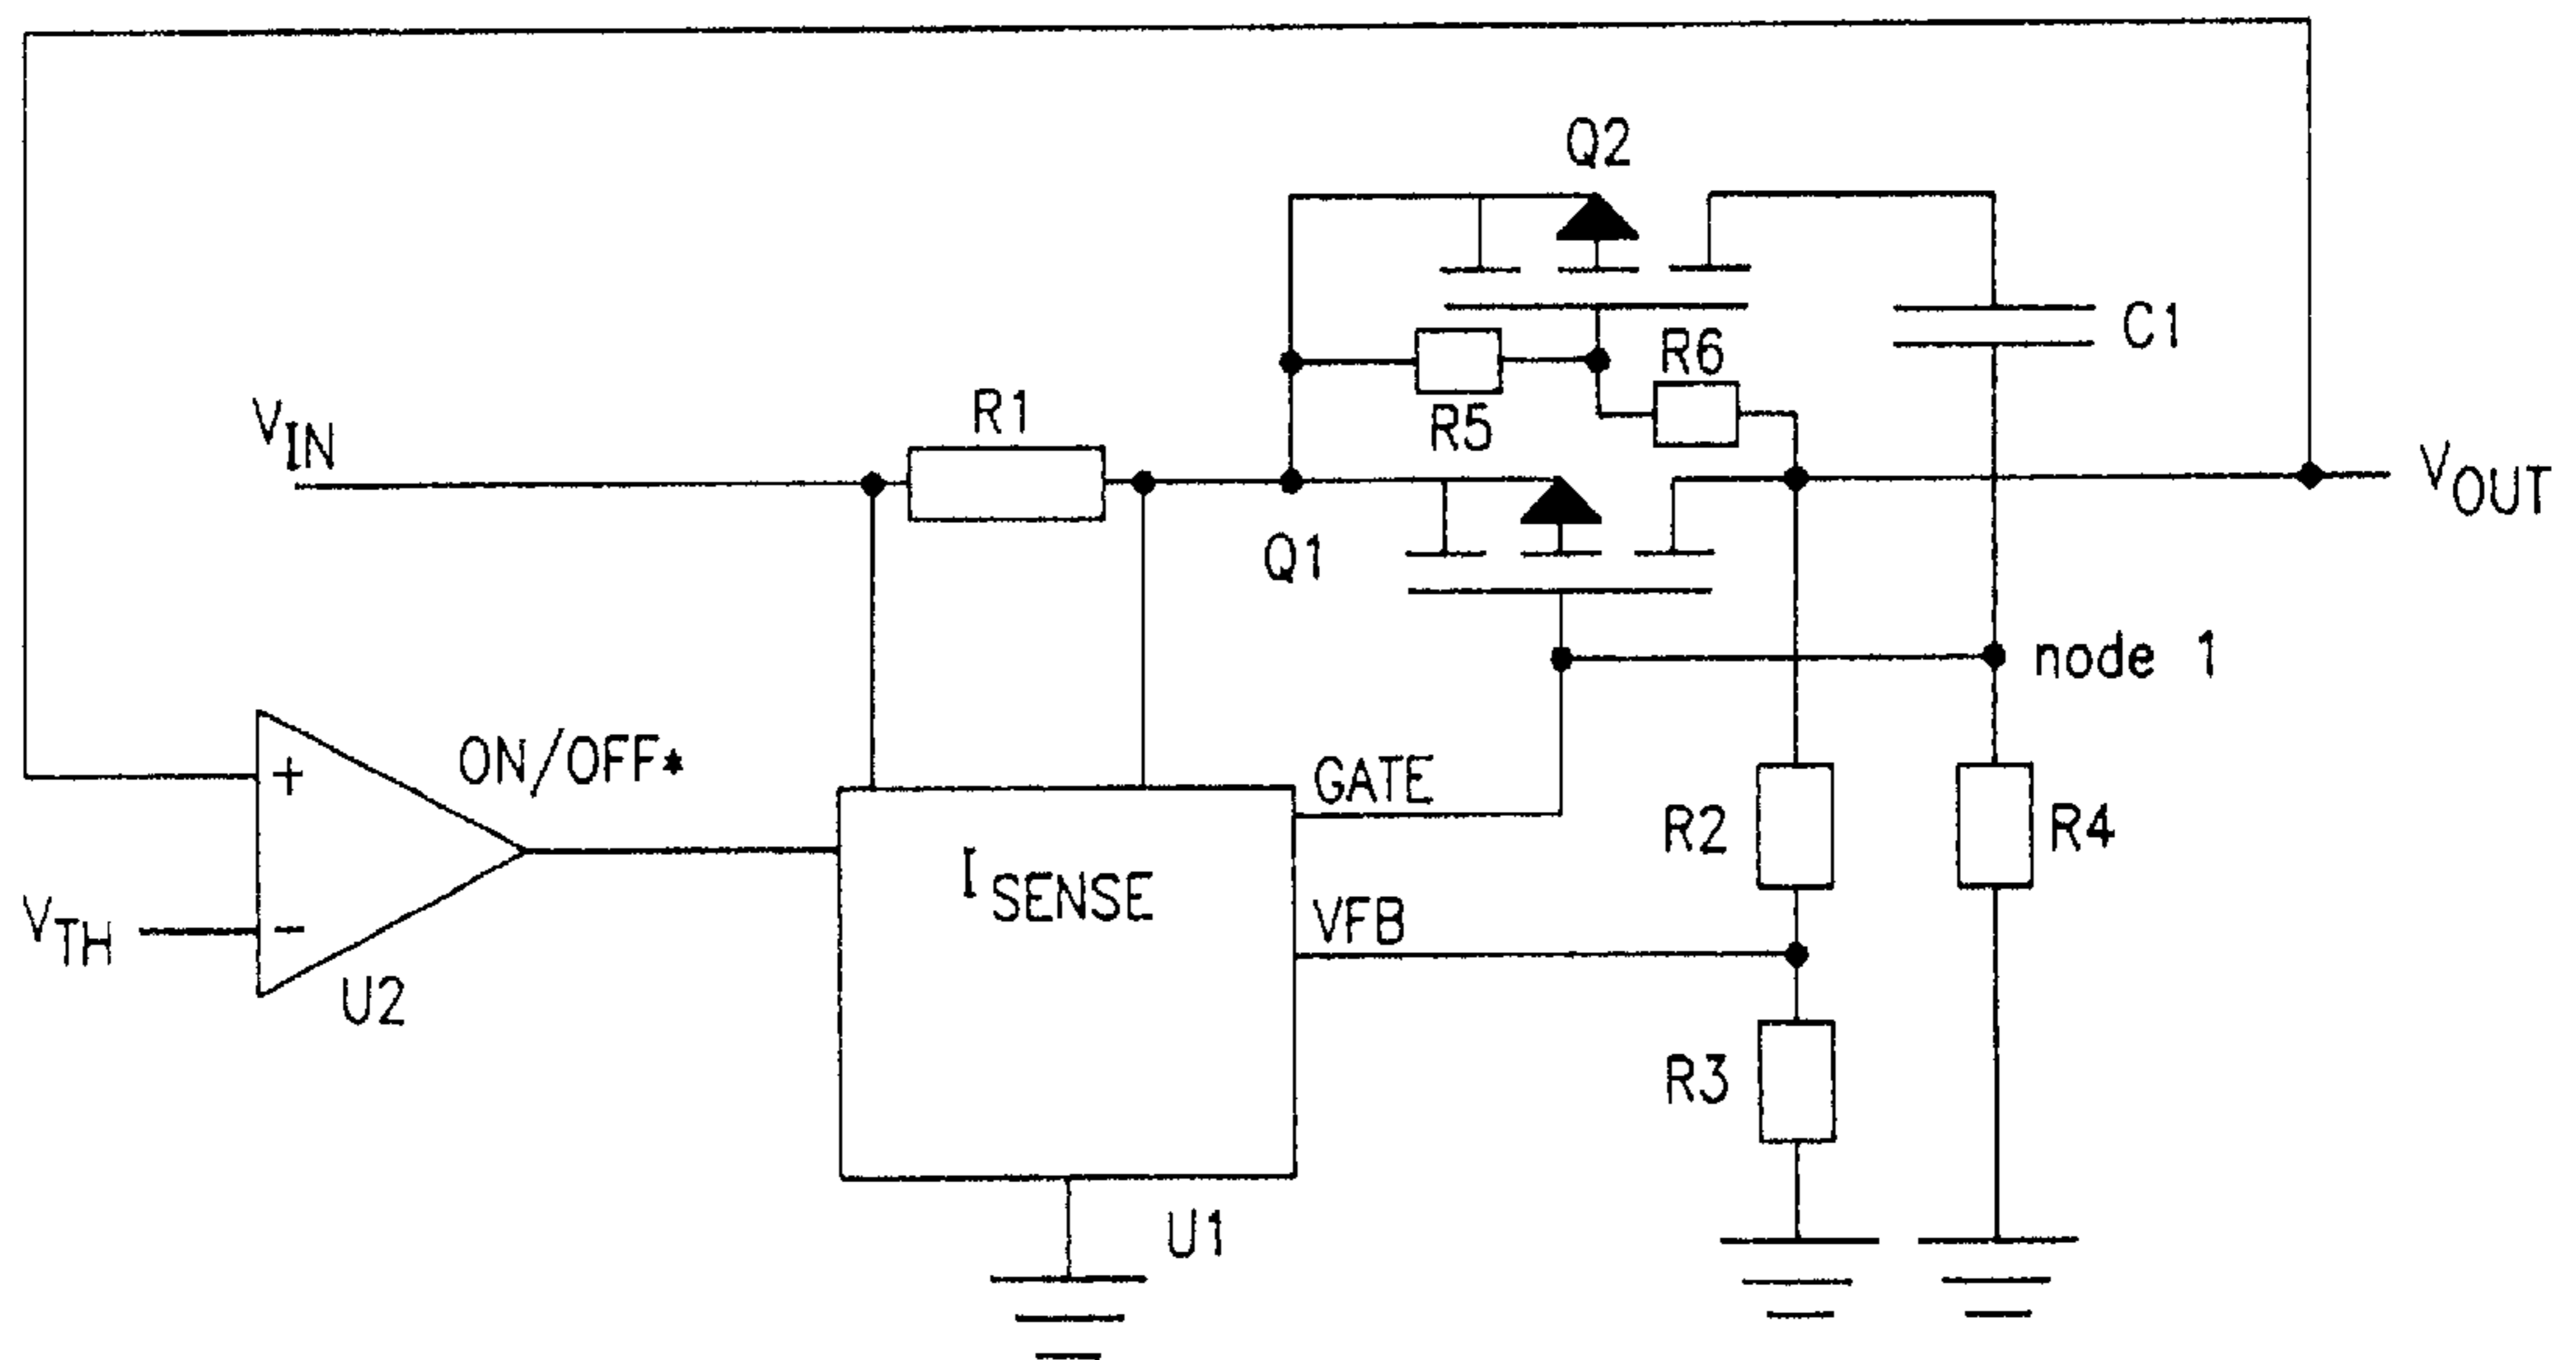 Q2
C1
R6
R5
R1
VIN
VOUT
Q1
node 1
ON/OFF*
+
GATE
R2
R4
ISENSE
VTH
-
VFB
U2
R3
U1